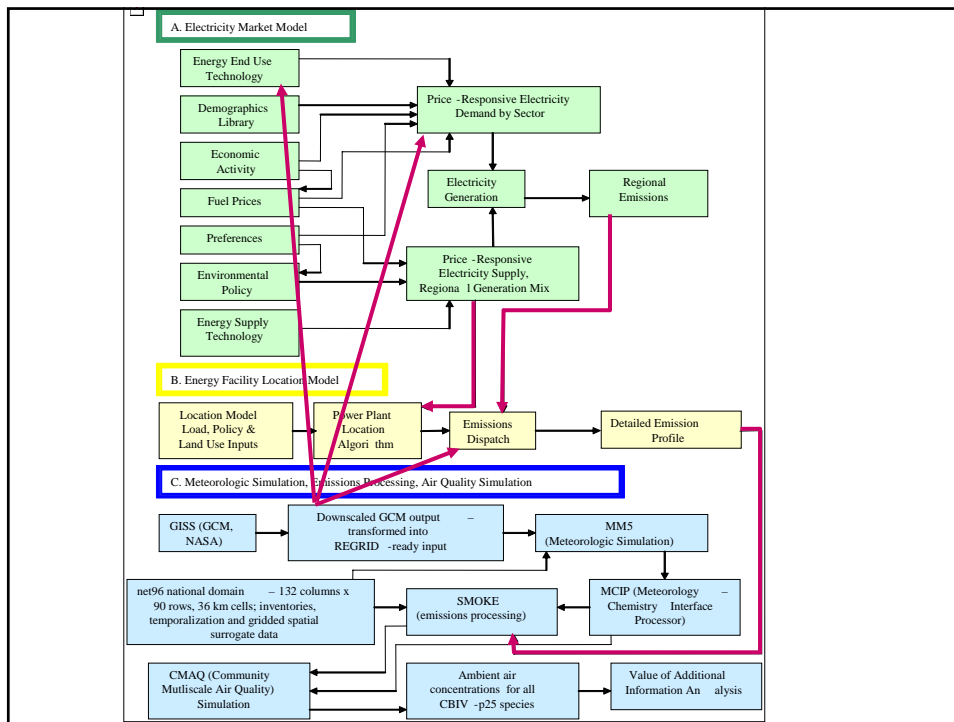 A. Electricity Market Model
Energy End Use
Technology
Demographics
Library
Price -Responsive Electricity
Demand by Sector
Economic
Activity
Electricity
Generation
Regional
Emissions
Fuel Prices
Preferences
Price -Responsive
Electricity Supply,
Regiona l Generation Mix
Environmental
Policy
Energy Supply
Technology
B. Energy Facility Location Model
Location Model
Load, Policy &
Land Use Inputs
Power Plant
Location
Algori thm
Emissions
Dispatch
Detailed Emission
Profile
C. Meteorologic Simulation, Emissions Processing, Air Quality Simulation
GISS (GCM,
NASA)
Downscaled GCM output –
transformed into
REGRID -ready input
MM5
(Meteorologic Simulation)
net96 national domain – 132 columns x
90 rows, 36 km cells; inventories,
temporalization and gridded spatial
surrogate data
SMOKE
(emissions processing)
MCIP (Meteorology –
Chemistry Interface
Processor)
CMAQ (Community
Mutliscale Air Quality)
Simulation
Ambient air
concentrations for all
CBIV -p25 species
Value of Additional
Information An alysis